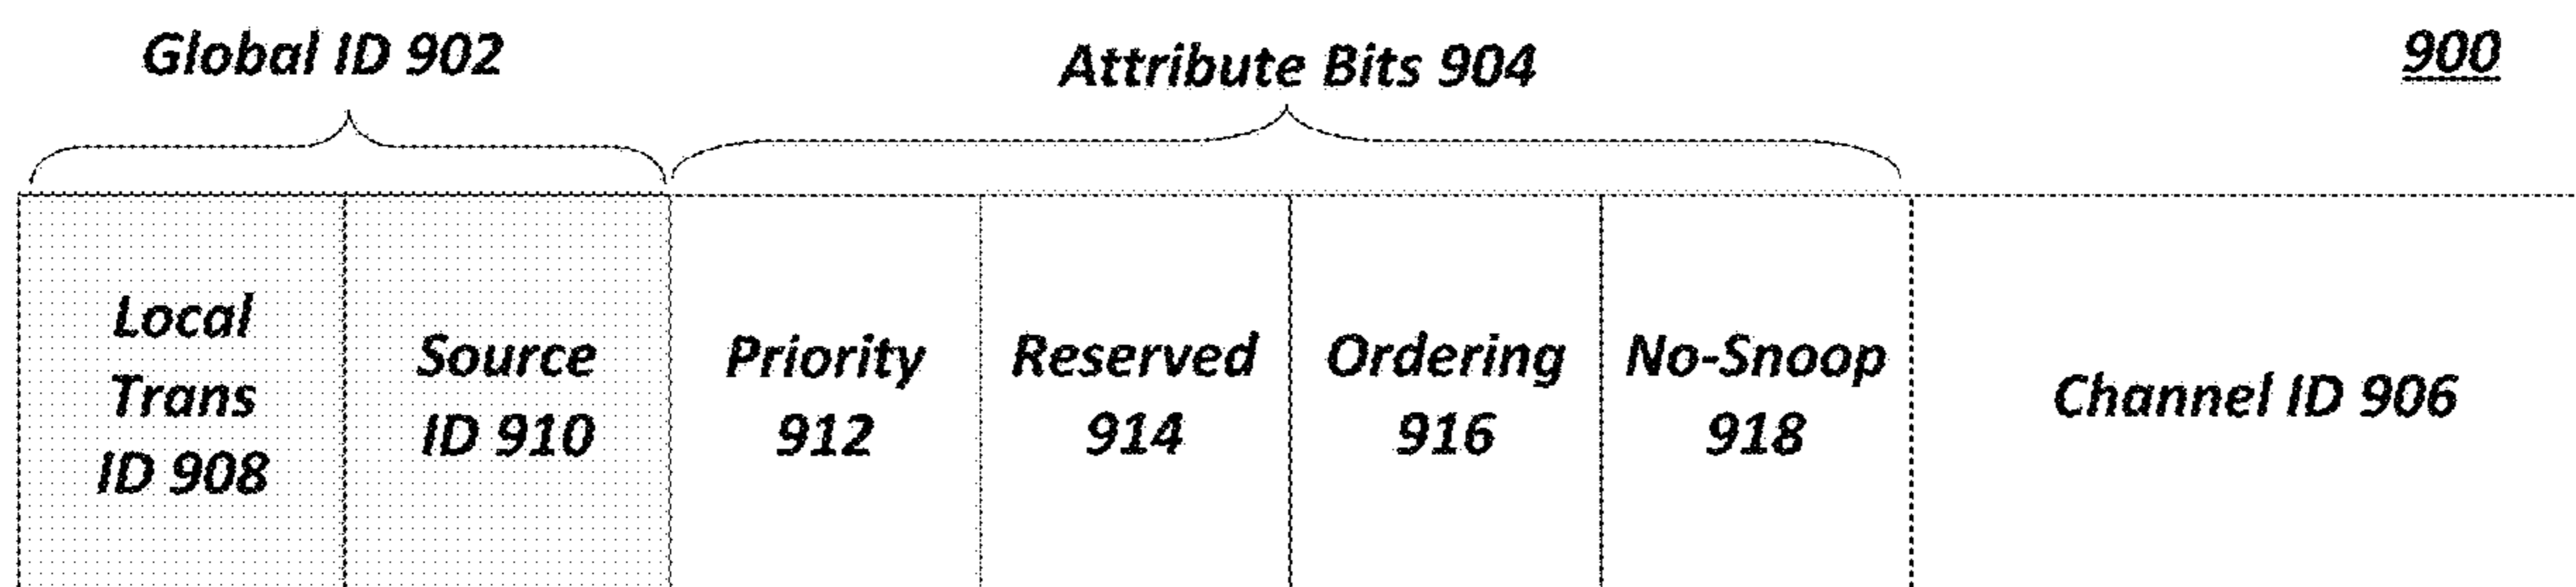 Global ID 902
Attribute Bits 904
900
Local
Trans
ID 908
Source
ID 910
Priority
912
Reserved
914
Ordering
916
No-Snoop
918
Channel ID 906